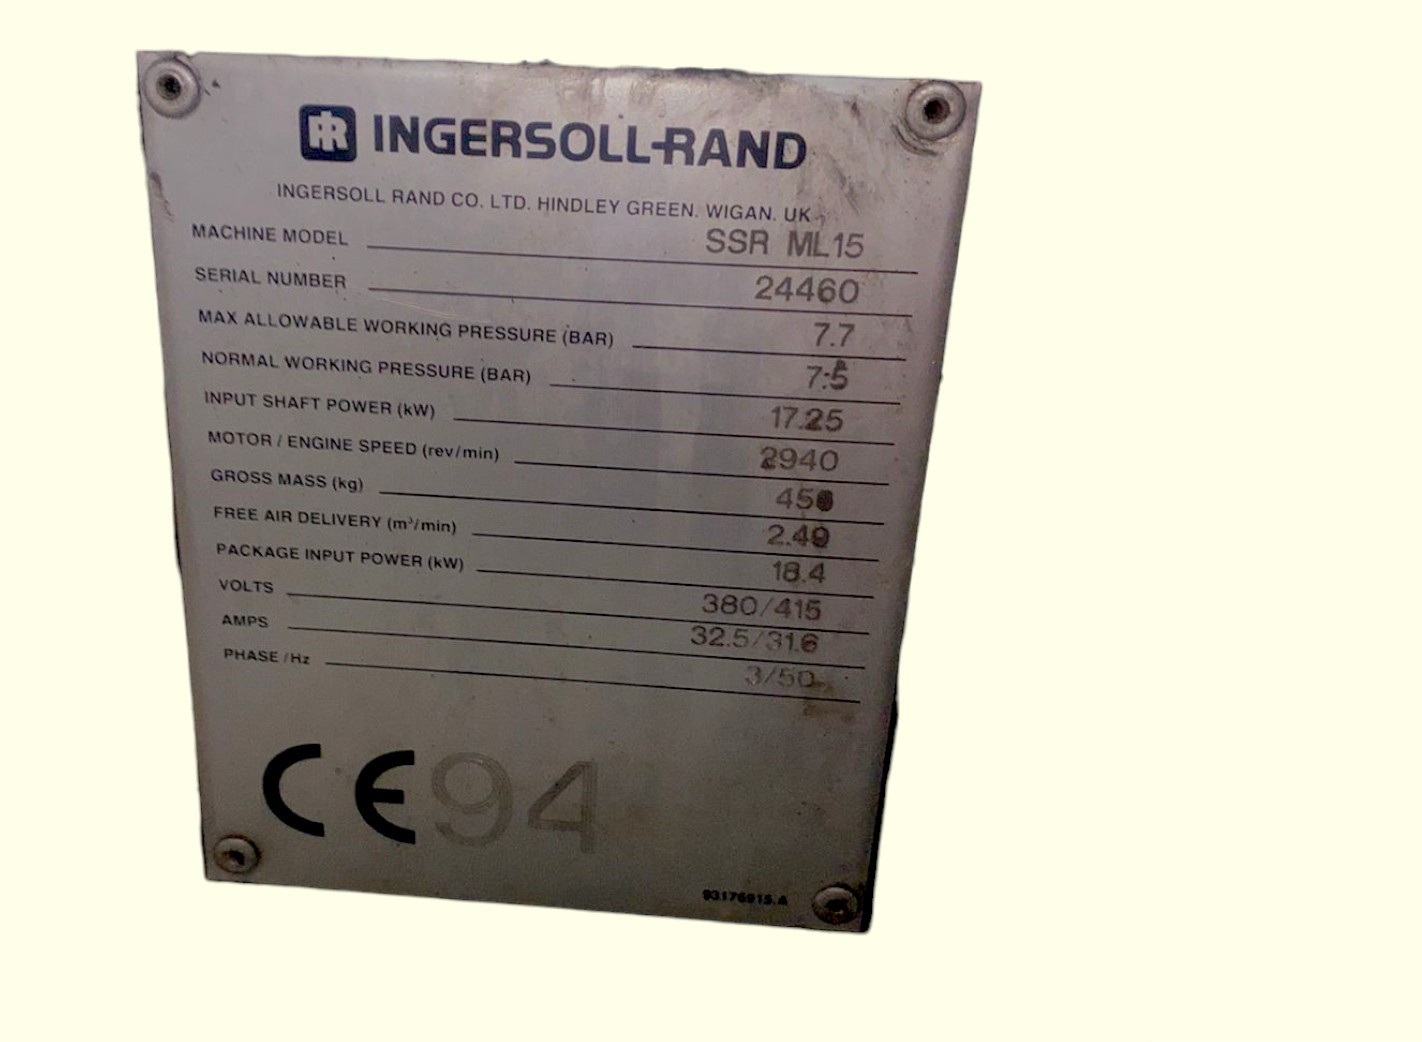 IR INGERSOLL-RAND
INGERSOLL RAND CO. LTD. HINDLEY GREEN. WIGAN. UK
MACHINE MODEL SSR ML15
SERIAL NUMBER 24460
MAX ALLOWABLE WORKING PRESSURE (BAR) 7.7
NORMAL WORKING PRESSURE (BAR) 7.5
INPUT SHAFT POWER (kW) 17.25
MOTOR / ENGINE SPEED (rev/min) 2940
GROSS MASS (kg)
FREE AIR DELIVERY (m³/min)
PACKAGE INPUT POWER (kW) 18.4
VOLTS 380/415
AMPS 32.5/31.6
PHASE/Hz 3/50
CE 94